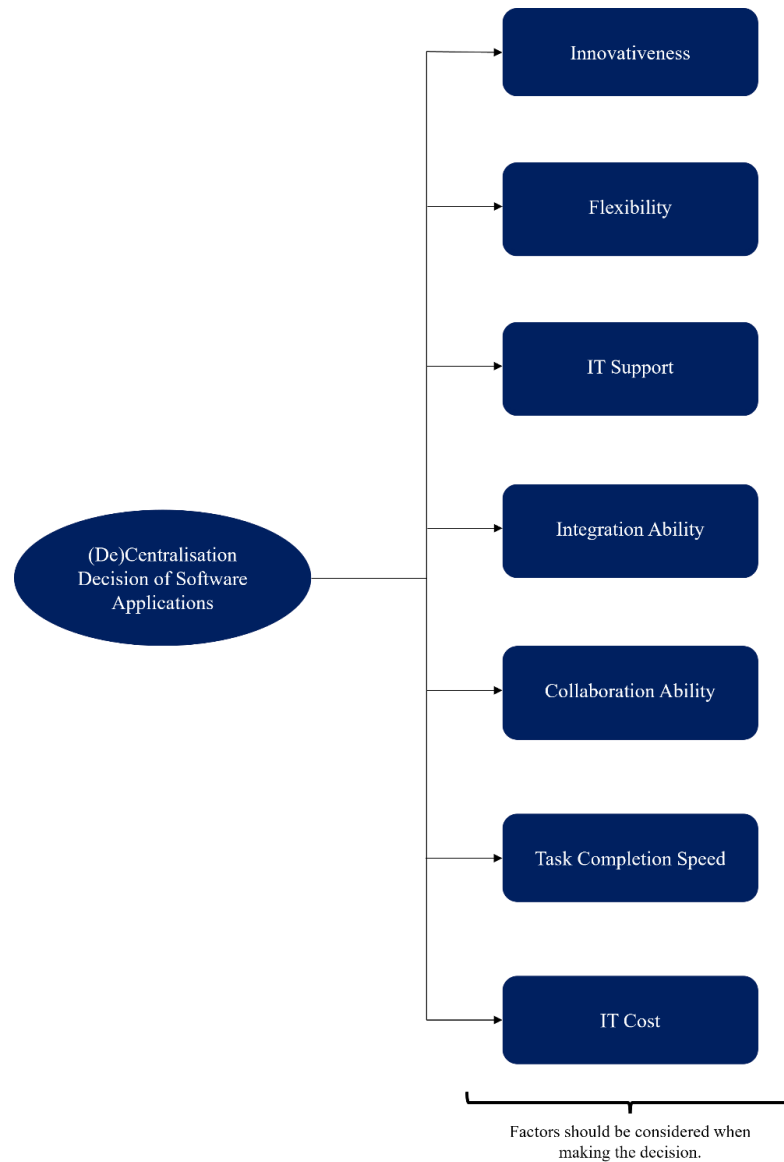 Innovativeness
Flexibility
IT Support
Integration Ability
(De)Centralisation
Decision of Software
Applications
Collaboration Ability
Task Completion Speed
IT Cost
Factors should be considered when
making the decision.